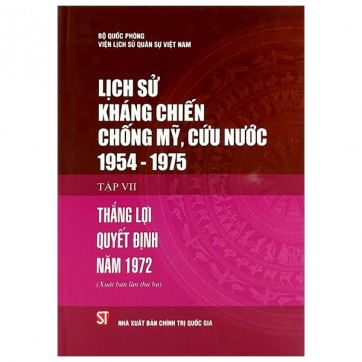 BỘ QUỐC PHÒNG
VIỆN LỊCH SỬ QUÂN SỰ VIỆT NAM
LỊCH SỬ
KHÁNG CHIẾN
CHỐNG MỸ, CỨU NƯỚC
1954 - 1975
TẬP VII
THẮNG LỢI
QUYẾT ĐỊNH
NĂM 1972
(Xuất bản lần thứ ba)
ST
NHÀ XUẤT BẢN CHÍNH TRỊ QUỐC GIA